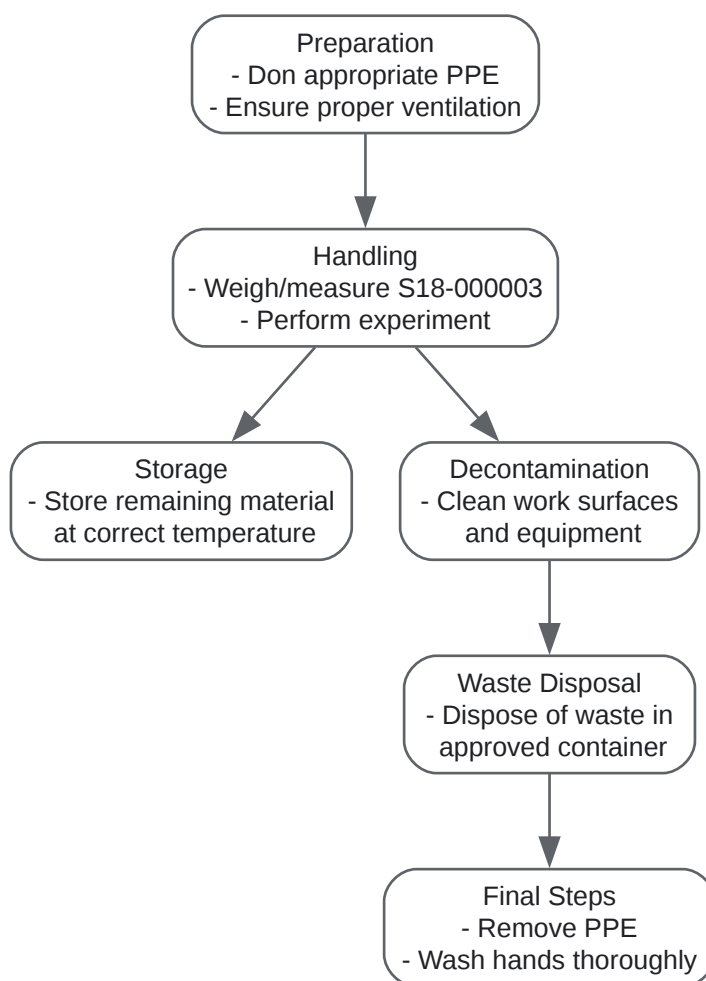 Preparation
- Don appropriate PPE
- Ensure proper ventilation
Handling
- Weigh/measure S18-000003
- Perform experiment
Storage
- Store remaining material
at correct temperature
Decontamination
- Clean work surfaces
and equipment
Waste Disposal
- Dispose of waste in
approved container
Final Steps
- Remove PPE
- Wash hands thoroughly